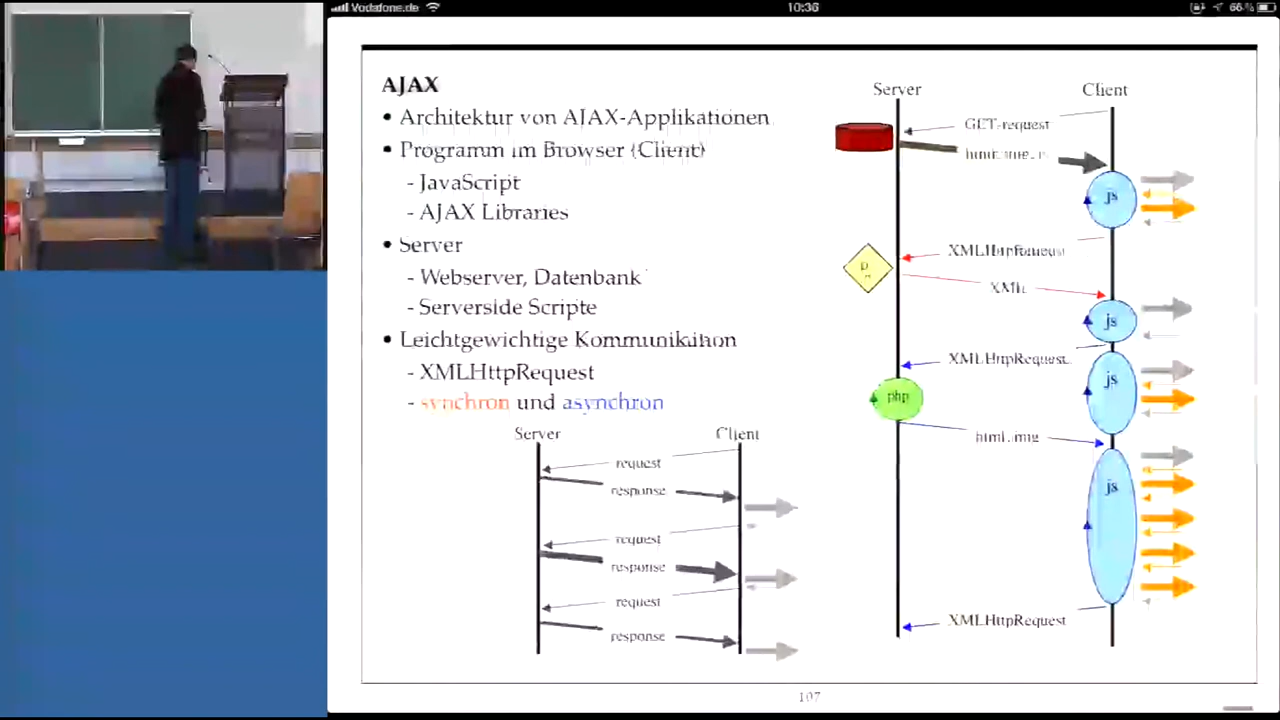 Vodafone.de
10:36
66 %
AJAX
• Architektur von AJAX-Applikationen
• Programm im Browser (Client)
- JavaScript
- AJAX Libraries
• Server
- Webserver, Datenbank
- Serverside Scripte
• Leichtgewichtige Kommunikation
- XMLHttpRequest
- synchron und asynchron
Server Client
request
response
request
response
request
response
Server Client
GET-request
js
XML
js
XMLHttpRequest
js
php
html, img
js
XMLHttpRequest
107